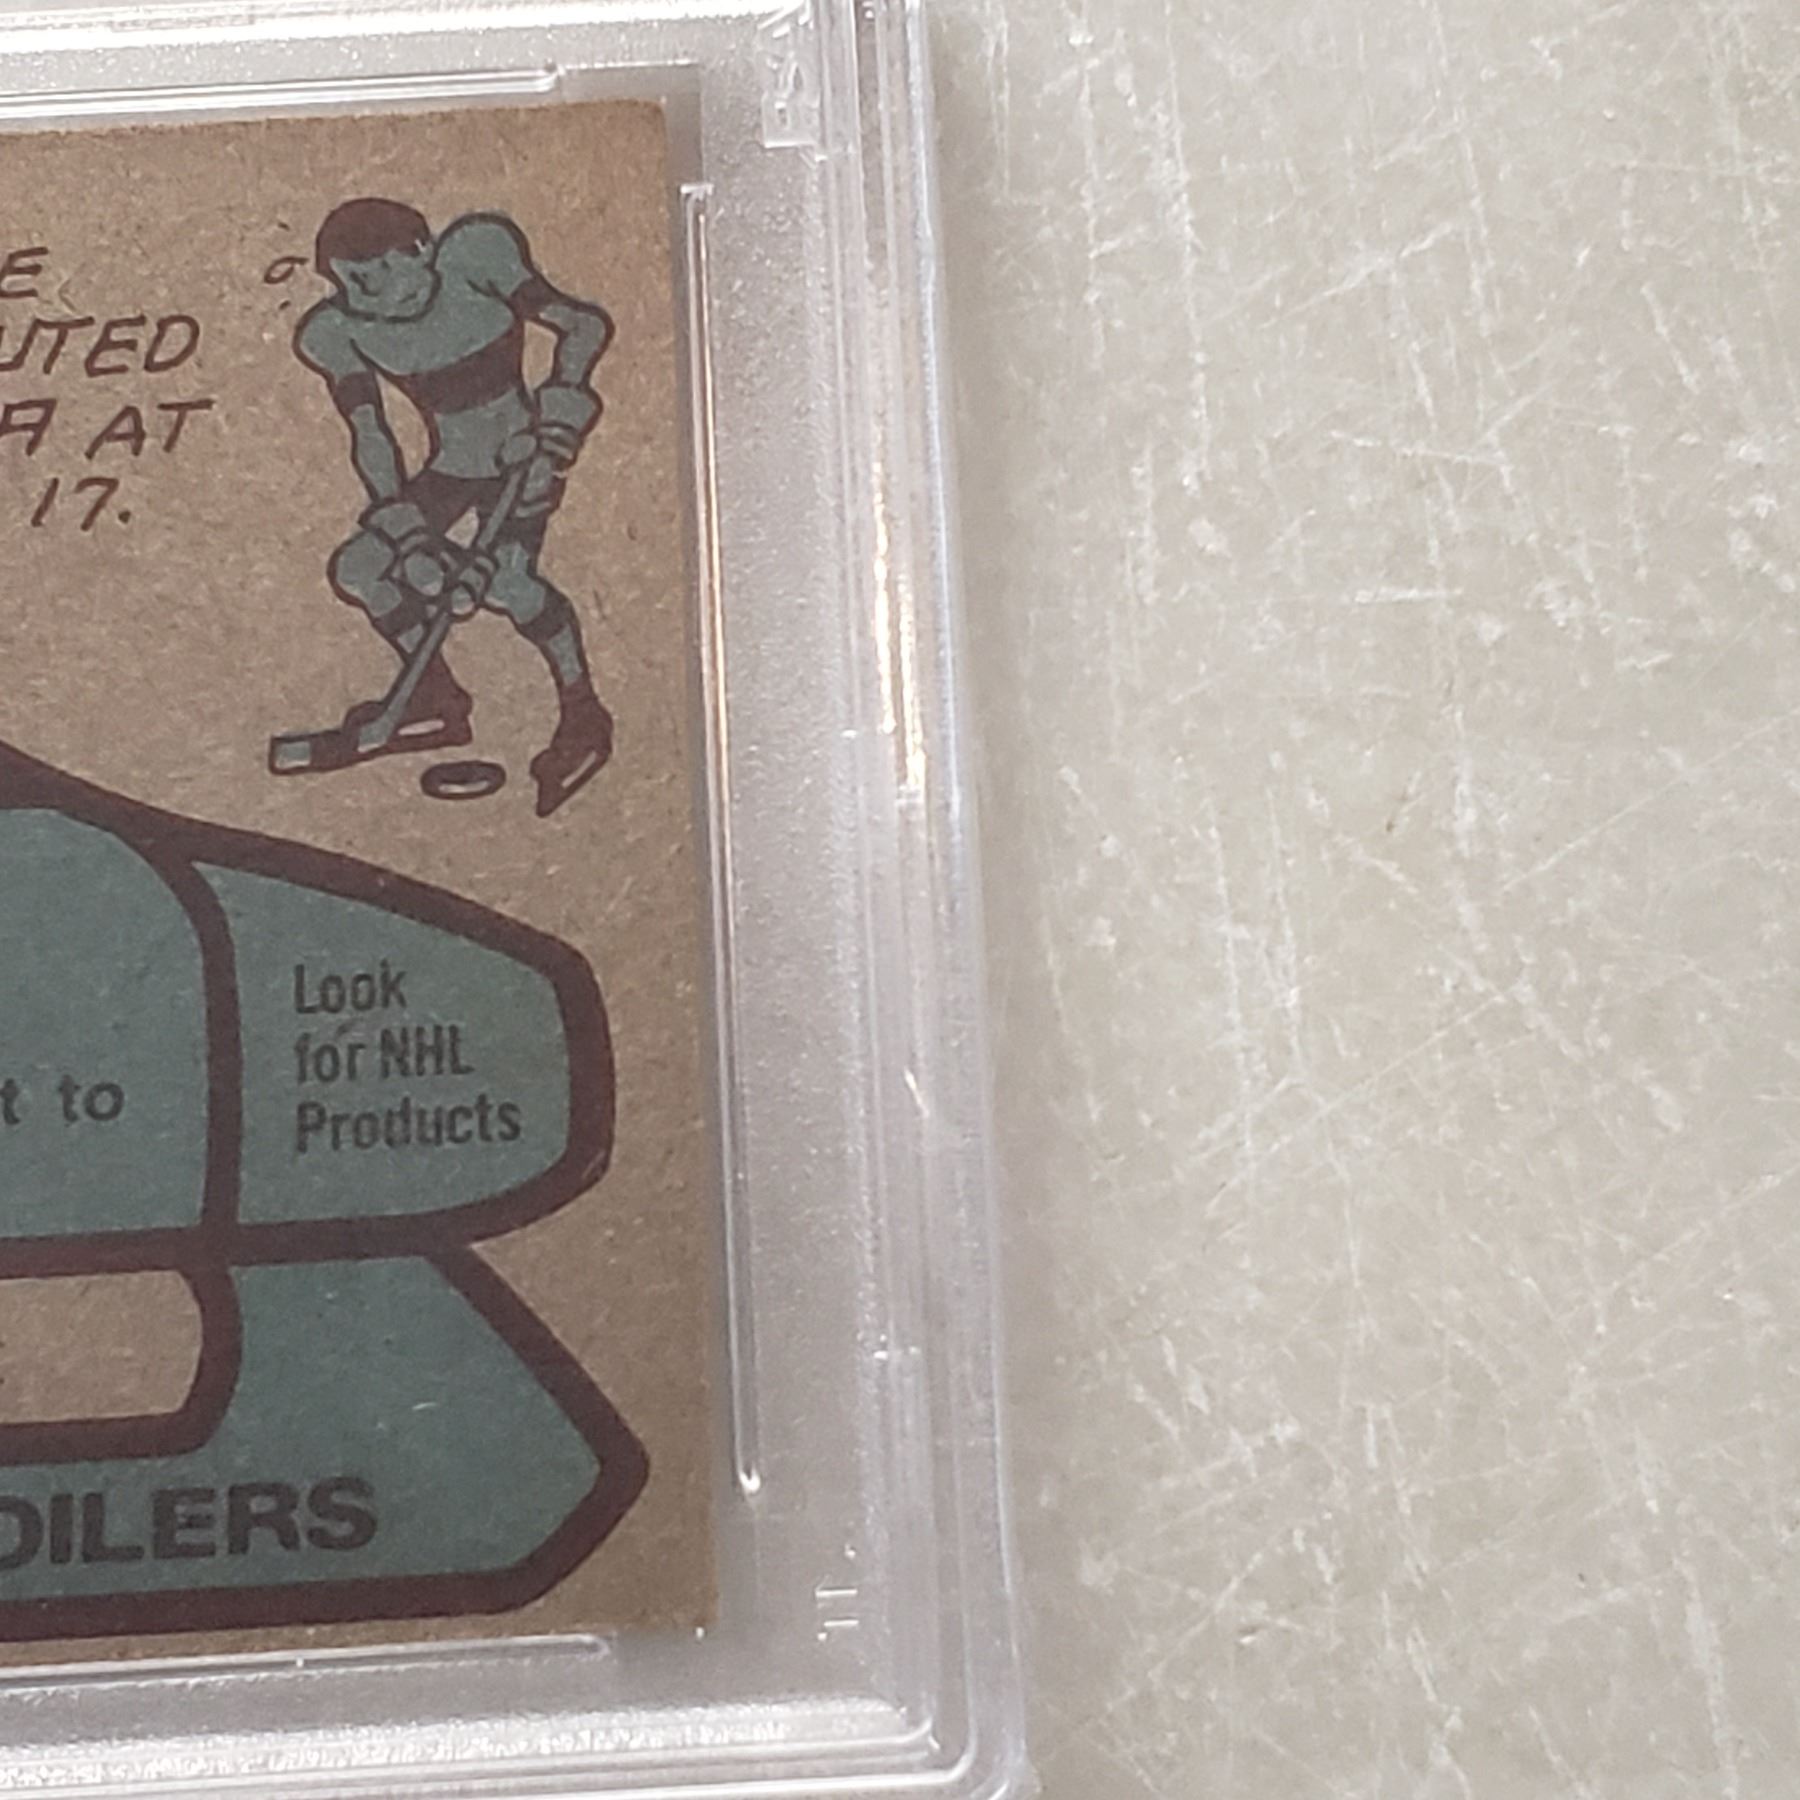 E
UTED
A AT
17.
Look
for NHL
Products
t to
OILERS